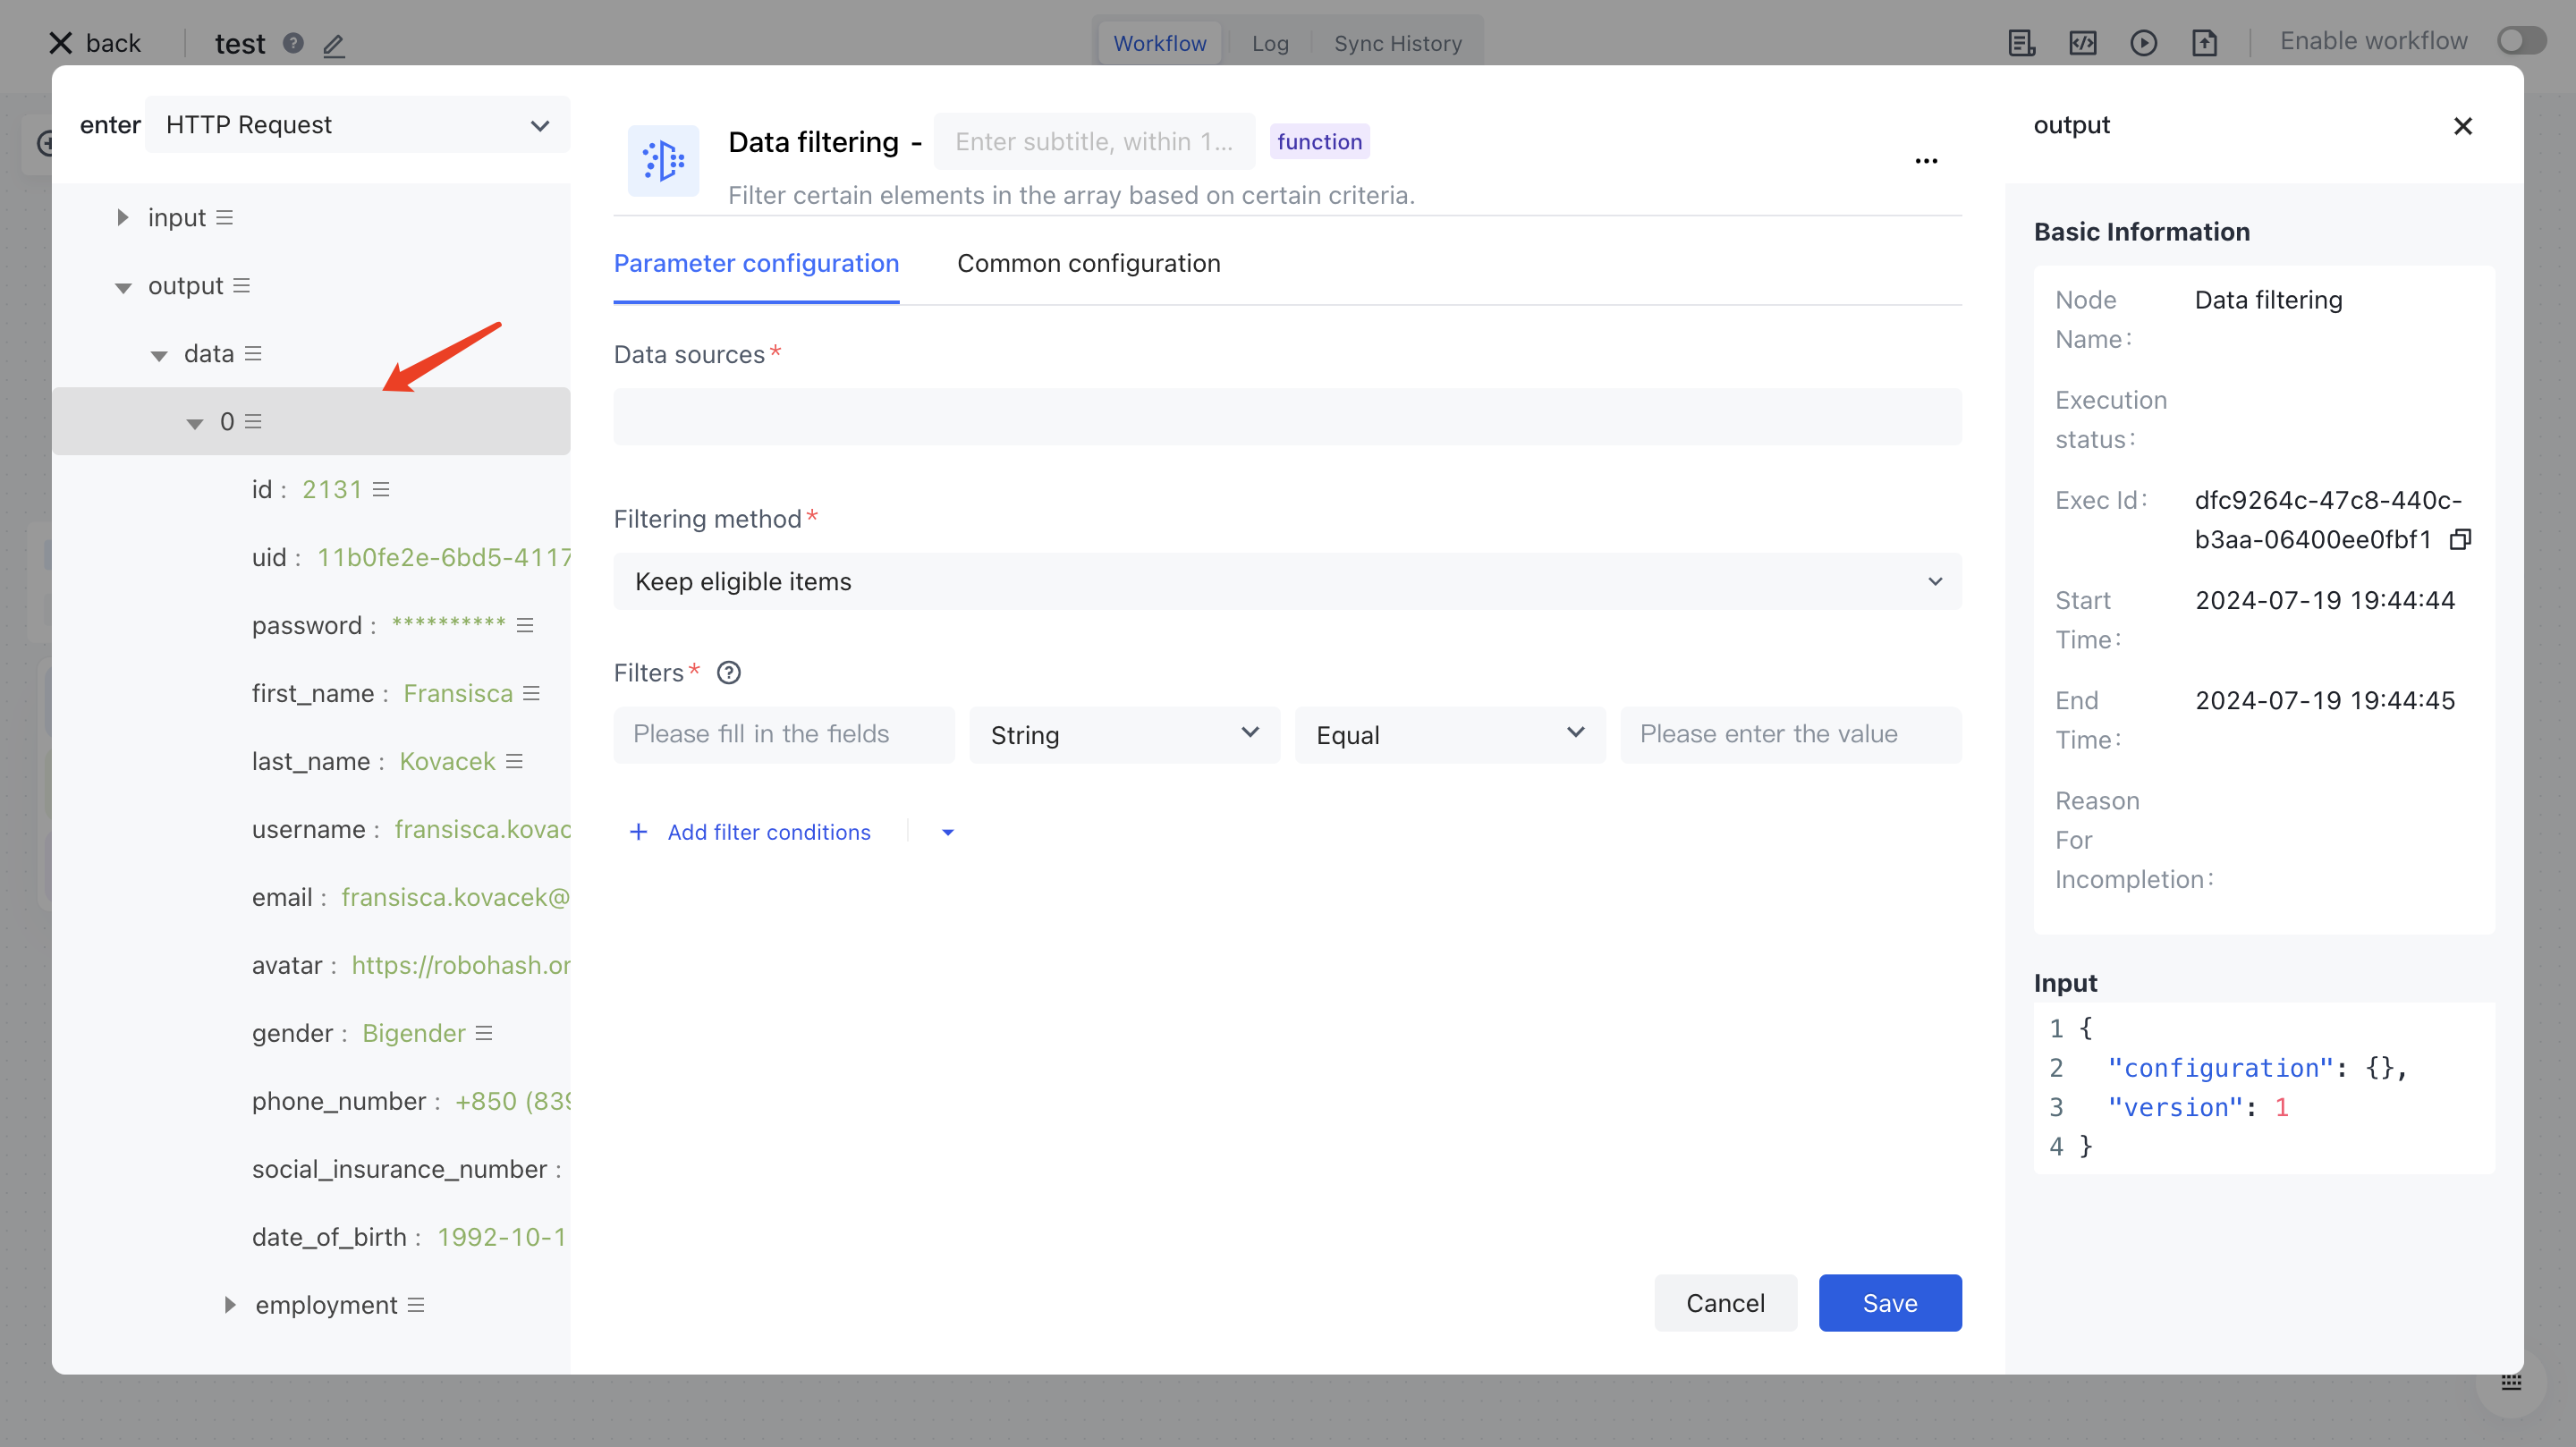 back
test
Workflow
Log
Sync History
Enable workflow
enter
HTTP Request
input
output
data
0
id : 2131
uid : 11b0fe2e-6bd5-4117
password : **********
first_name : Fransisca
last_name : Kovacek
username : fransisca.kovac
email : fransisca.kovacek@
avatar : https://robohash.or
gender : Bigender
phone_number : +850 (839
social_insurance_number :
date_of_birth : 1992-10-1
employment
Data filtering -
Enter subtitle, within 1...
function
Filter certain elements in the array based on certain criteria.
Parameter configuration
Common configuration
Data sources*
Filtering method*
Keep eligible items
Filters* ?
Please fill in the fields
String
Equal
Please enter the value
+ Add filter conditions
Cancel
Save
output
Basic Information
Node Name: Data filtering
Execution status:
Exec Id: dfc9264c-47c8-440c-
b3aa-06400ee0fbf1
Start Time: 2024-07-19 19:44:44
End Time: 2024-07-19 19:44:45
Reason
For
Incompletion:
Input
1 {
2 "configuration": {},
3 "version": 1
4 }